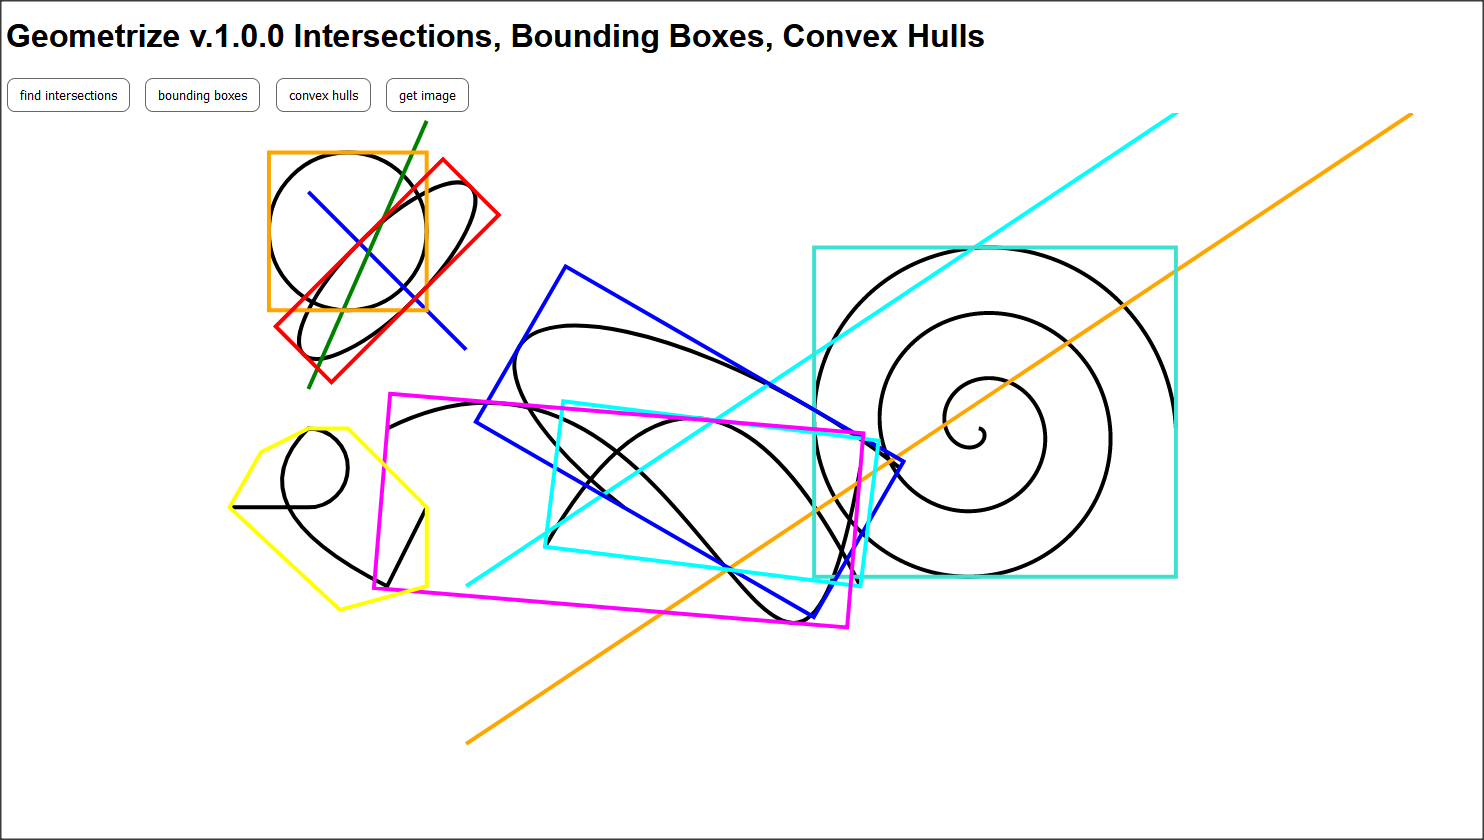 Geometrize v.1.0.0 Intersections, Bounding Boxes, Convex Hulls
find intersections bounding boxes convex hulls get image